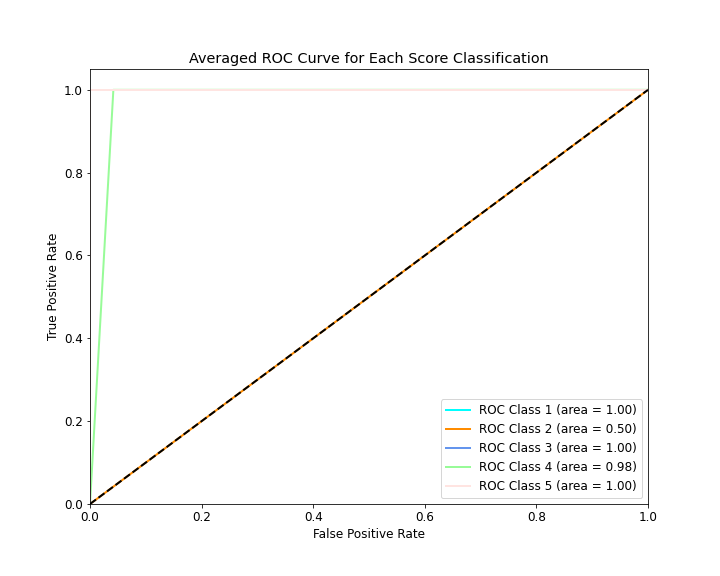 Averaged ROC Curve for Each Score Classification
1.0
0.8
0.6
0.4
0.2
0.0
True Positive Rate
0.0 0.2 0.4 0.6 0.8 1.0
False Positive Rate
ROC Class 1 (area = 1.00)
ROC Class 2 (area = 0.50)
ROC Class 3 (area = 1.00)
ROC Class 4 (area = 0.98)
ROC Class 5 (area = 1.00)